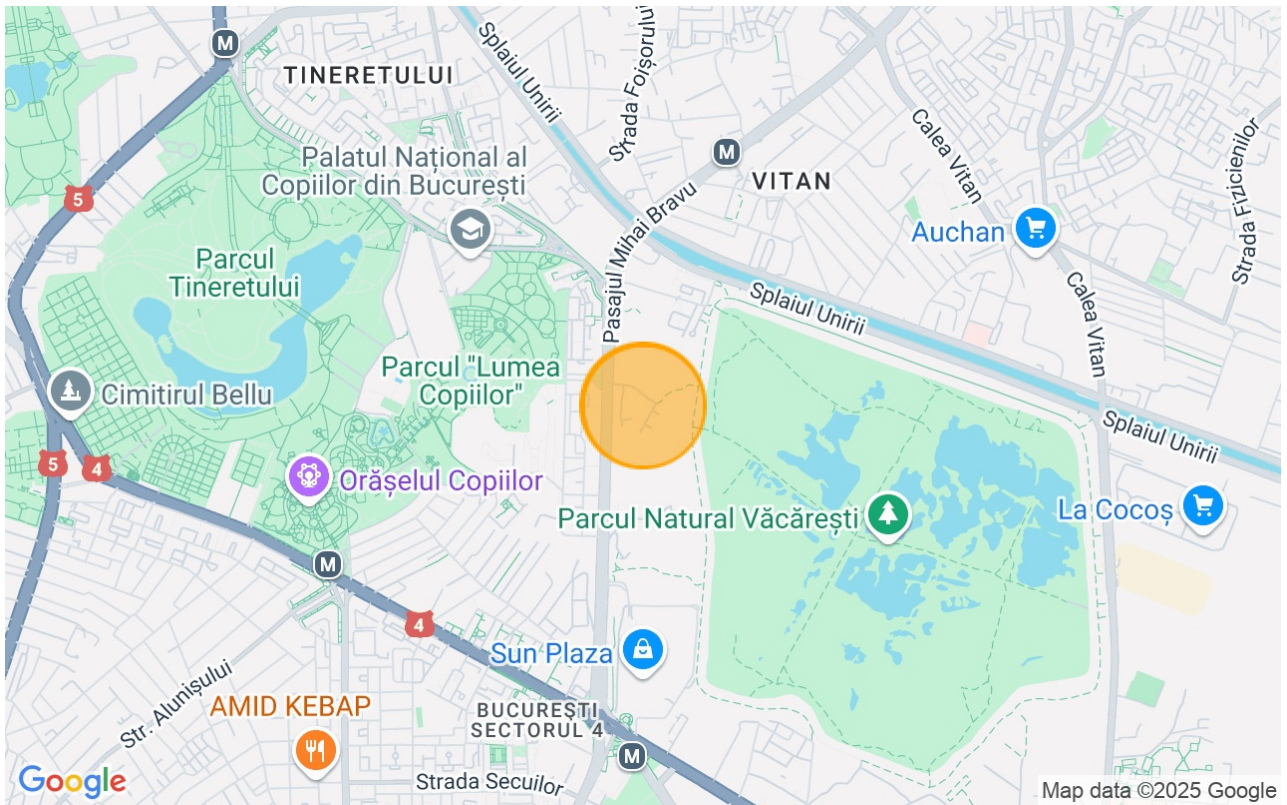 M
TINERETULUI
Splaiul Unirii
Strada Foișorului
Palatul Național al
Copiilor din București
M
VITAN
Calea Vitan
Strada Fizicienilor
5
Auchan
Pasajul Mihai Bravu
Parcul
Tineretului
Splaiul Unirii
Calea Vitan
Parcul "Lumea
Copiilor"
Cimitirul Bellu
Splaiul Unirii
5
4
Orășelul Copiilor
Parcul Natural Văcărești
La Cocoș
M
4
Sun Plaza
Str. Alunișului
AMID KEBAP
BUCUREȘTI
SECTORUL 4
M
Strada Secuilor
Google
Map data ©2025 Google